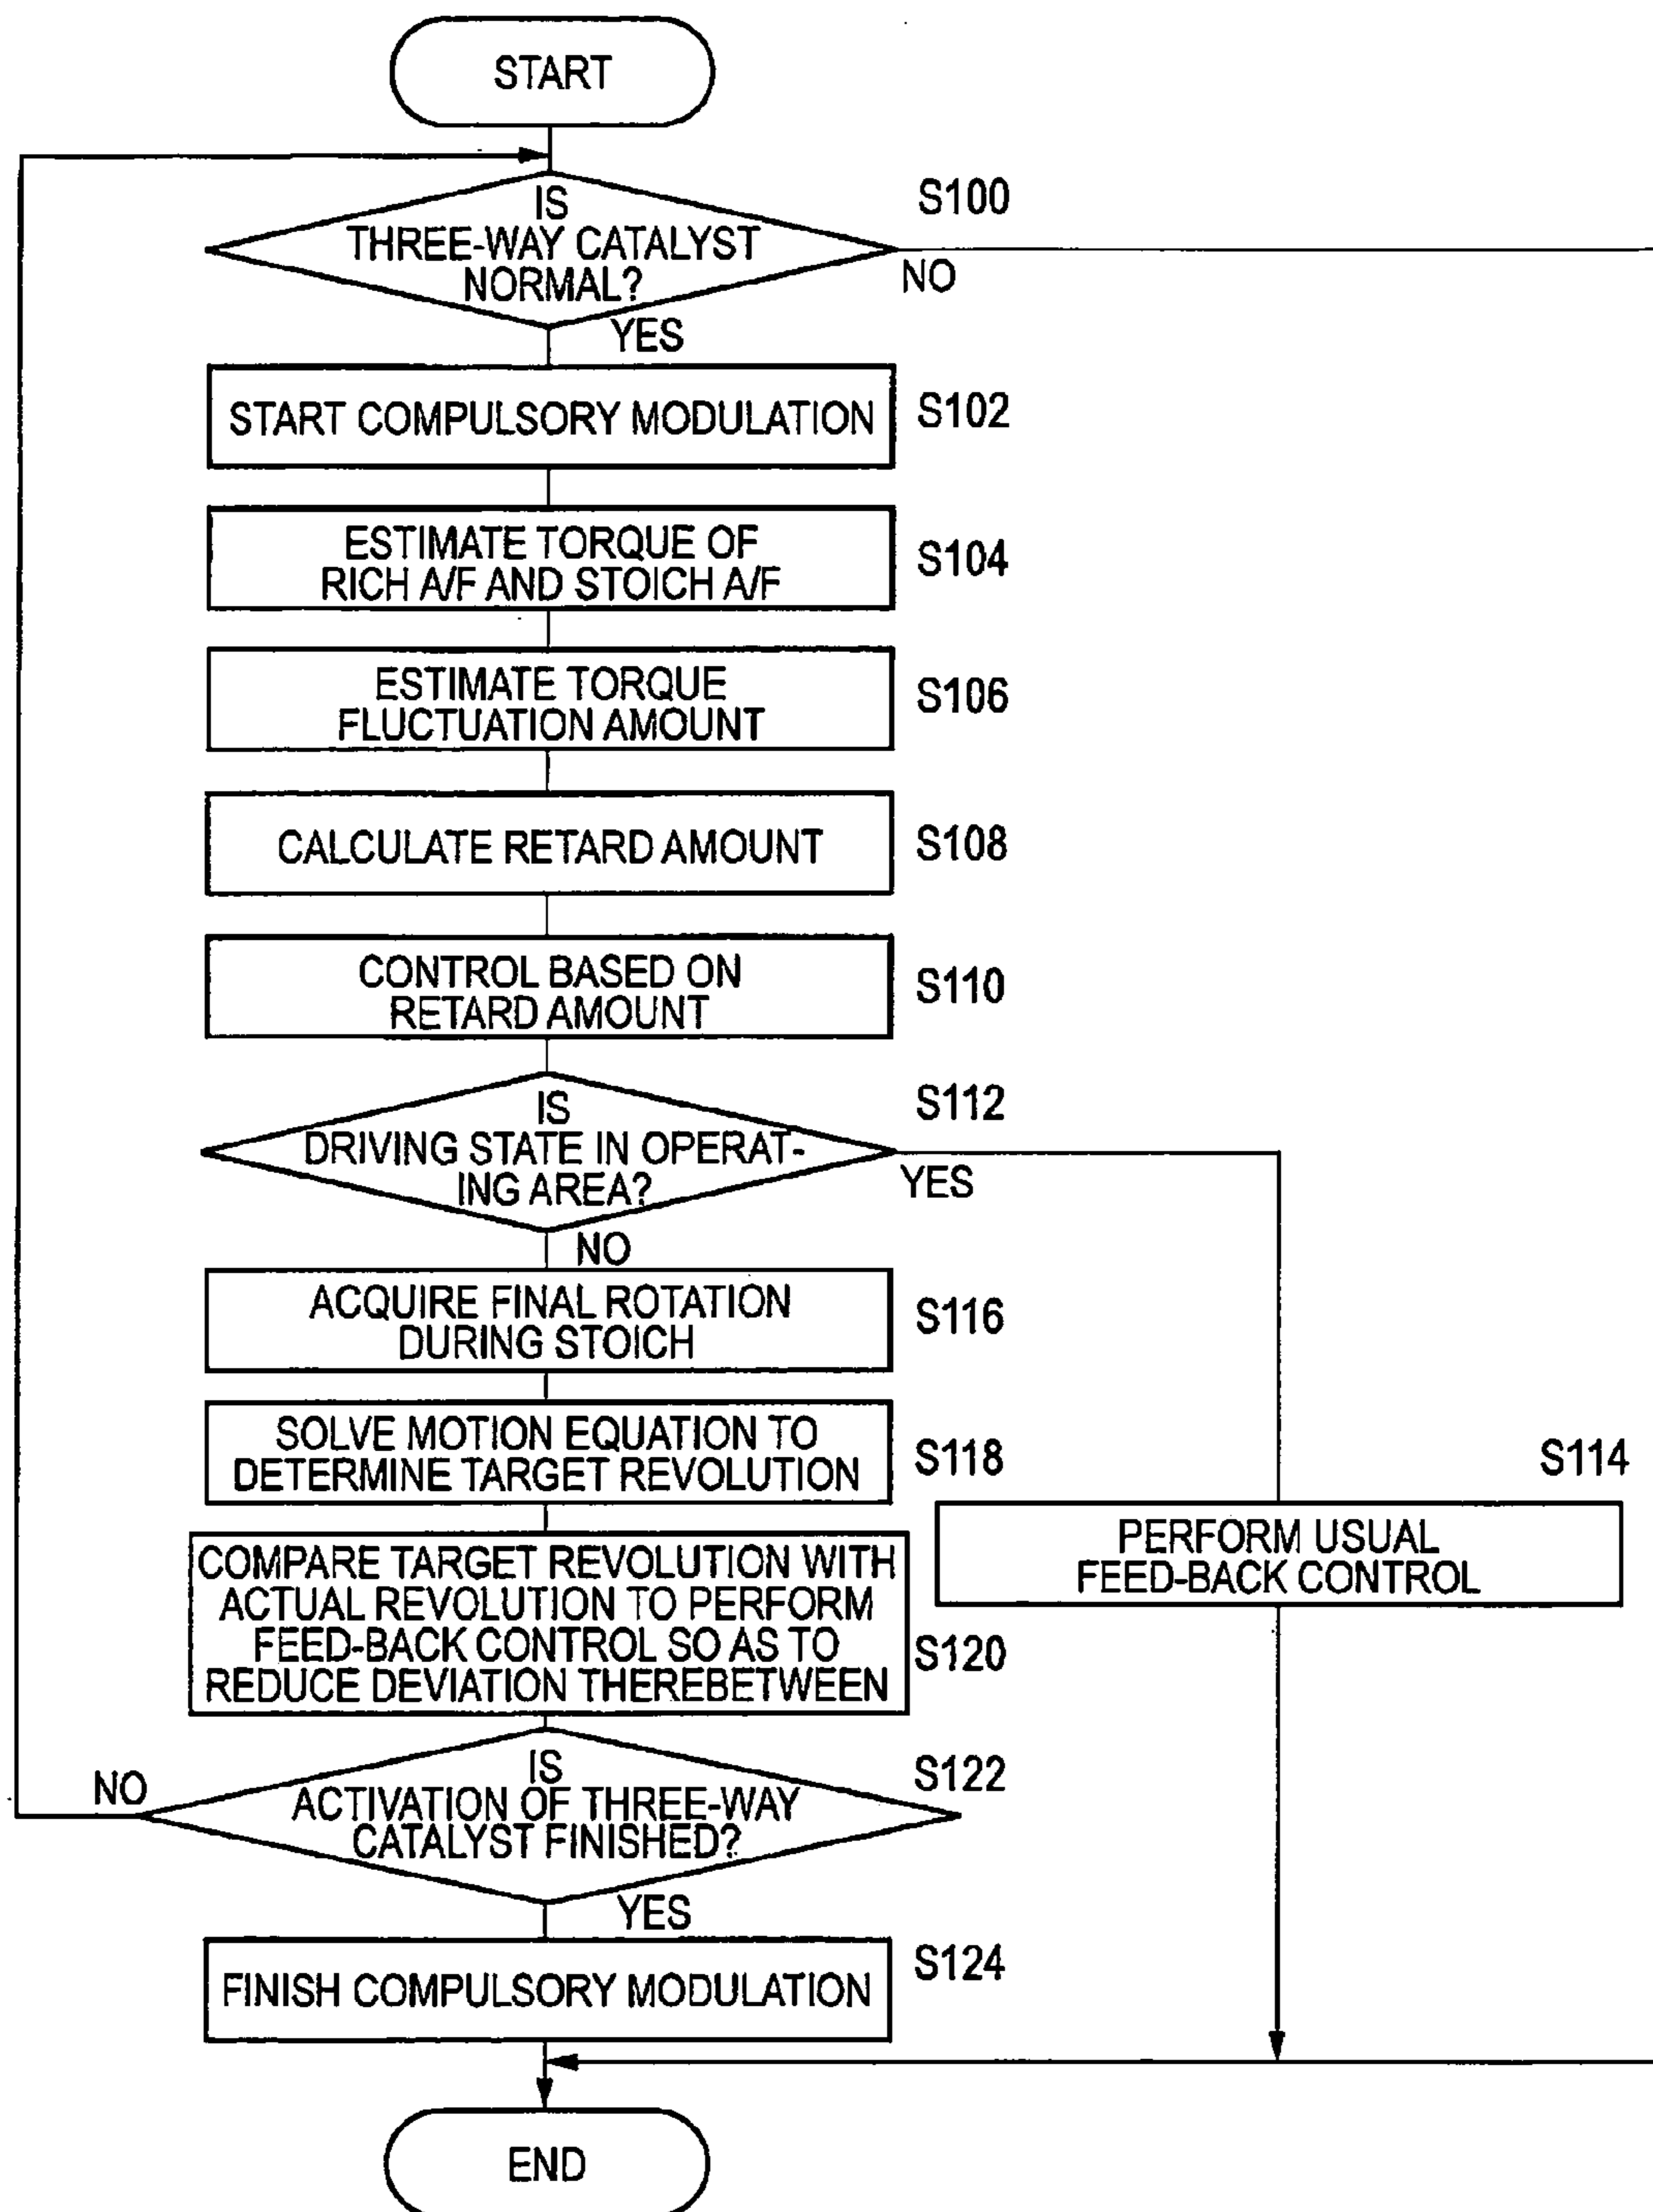 START
IS
THREE-WAY CATALYST
NORMAL?
S100
NO
YES
START COMPULSORY MODULATION
S102
ESTIMATE TORQUE OF
RICH A/F AND STOICH A/F
S104
ESTIMATE TORQUE
FLUCTUATION AMOUNT
S106
CALCULATE RETARD AMOUNT
S108
CONTROL BASED ON
RETARD AMOUNT
S110
IS
DRIVING STATE IN OPERAT-
ING AREA?
S112
YES
NO
ACQUIRE FINAL ROTATION
DURING STOICH
S116
SOLVE MOTION EQUATION TO
DETERMINE TARGET REVOLUTION
S118
S114
PERFORM USUAL
FEED-BACK CONTROL
COMPARE TARGET REVOLUTION WITH
ACTUAL REVOLUTION TO PERFORM
FEED-BACK CONTROL SO AS TO
REDUCE DEVIATION THEREBETWEEN
S120
IS
ACTIVATION OF THREE-WAY
CATALYST FINISHED?
S122
NO
YES
FINISH COMPULSORY MODULATION
S124
END